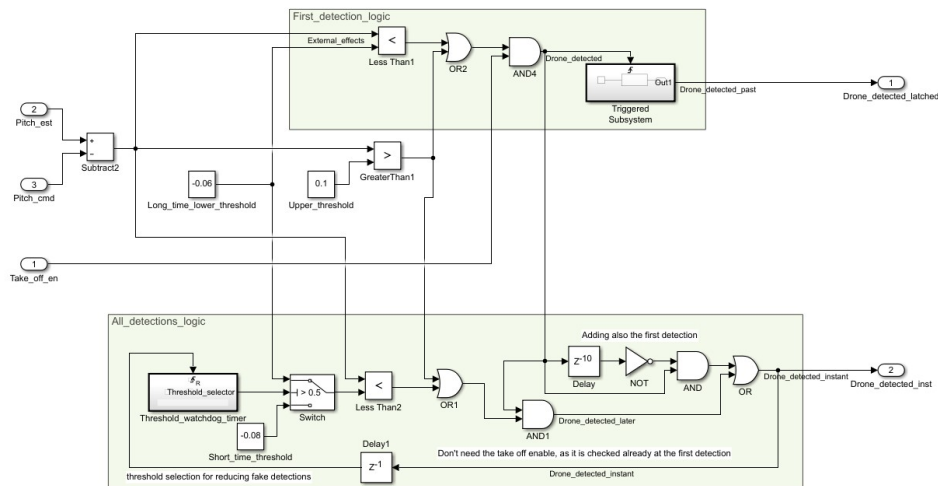 First_detection_logic
External_effects
<
Less Than1
OR2
AND4
Drone_detected
Out1
Triggered
Subsystem
Drone_detected_past
1
Drone_detected_latched
2
Pitch_est
+
−
Subtract2
3
Pitch_cmd
-0.06
Long_time_lower_threshold
0.1
Upper_threshold
>
GreaterThan1
1
Take_off_en
All_detections_logic
Adding also the first detection
R
Threshold_selector
Threshold_watchdog_timer
> 0.5
Switch
-0.08
Short_time_threshold
<
Less Than2
OR1
AND1
Drone_detected_later
Z-10
Delay
NOT
AND
OR
Drone_detected_instant
2
Drone_detected_inst
Delay1
Z-1
Don't need the take off enable, as it is checked already at the first detection
Drone_detected_instant
threshold selection for reducing fake detections